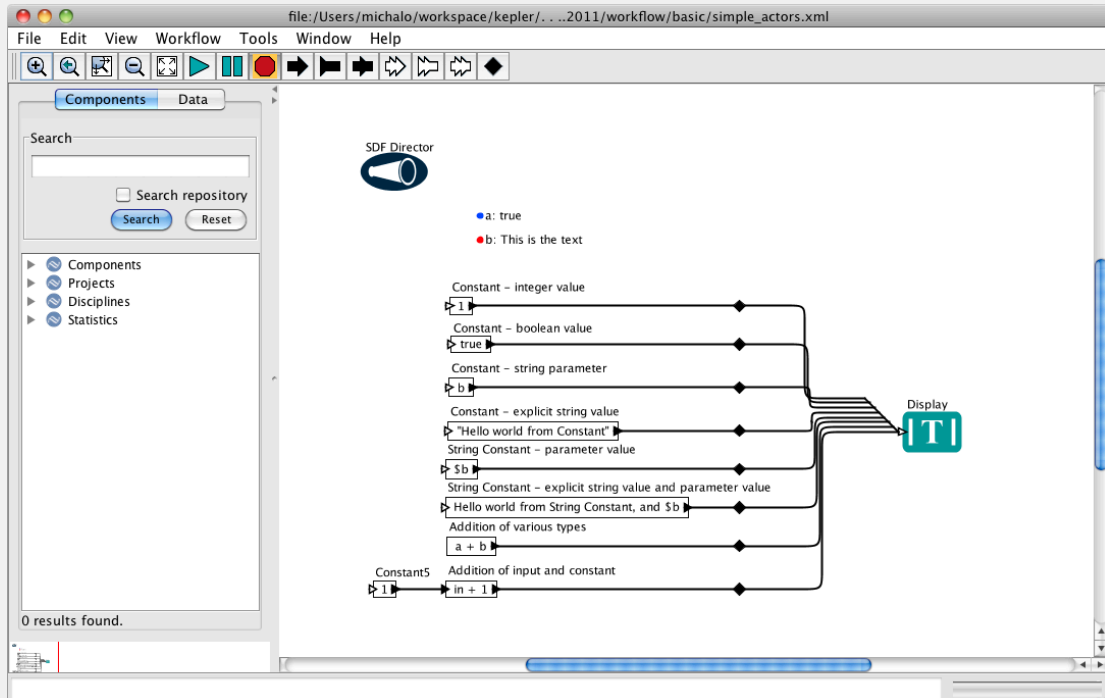 file:/Users/michalo/workspace/kepler/. . ..2011/workflow/basic/simple_actors.xml
File Edit View Workflow Tools Window Help
Components Data
Search
Search repository
Search Reset
Components
Projects
Disciplines
Statistics
0 results found.
SDF Director
a: true
b: This is the text
Constant - integer value
1
Constant - boolean value
true
Constant - string parameter
b
Constant - explicit string value
"Hello world from Constant"
String Constant - parameter value
$b
String Constant - explicit string value and parameter value
Hello world from String Constant, and $b
Addition of various types
a + b
Constant5 Addition of input and constant
1 in + 1
Display
T